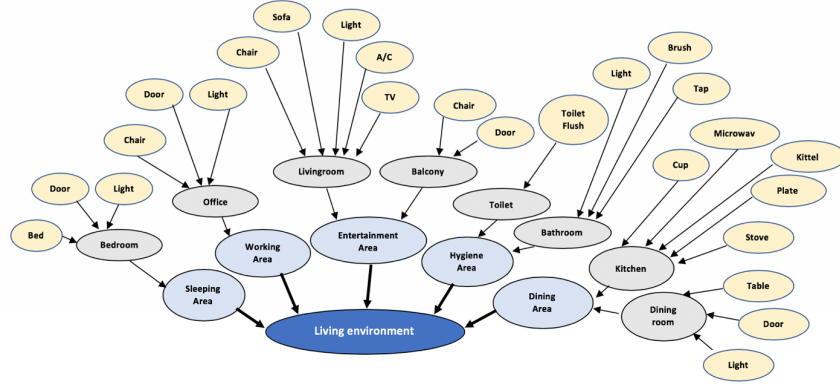 Sofa
Light
Chair
A/C
TV
Door
Light
Chair
Door
Light
Bed
Bedroom
Office
Livingroom
Balcony
Chair
Door
Toilet
Flush
Light
Brush
Tap
Microwav
Cup
Kittel
Plate
Stove
Table
Door
Light
Toilet
Bathroom
Kitchen
Dining
room
Sleeping
Area
Working
Area
Entertainment
Area
Hygiene
Area
Dining
Area
Living environment